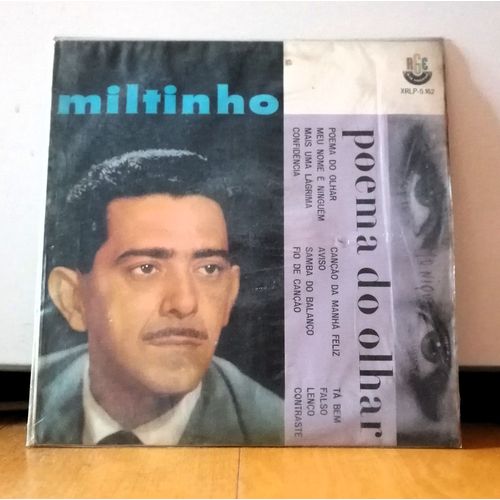 miltinho
RGE
XRLP-5.162
poema do olhar
POEMA DO OLHAR
MEU NOME É NINGUÉM
MAIS UMA LÁGRIMA
CONFIDÊNCIA
CANÇÃO DA MANHÃ FELIZ
AVISO
SAMBA DO BALANÇO
FIO DE CANÇÃO
TÁ BEM
FALSO
LENÇO
CONTRASTE